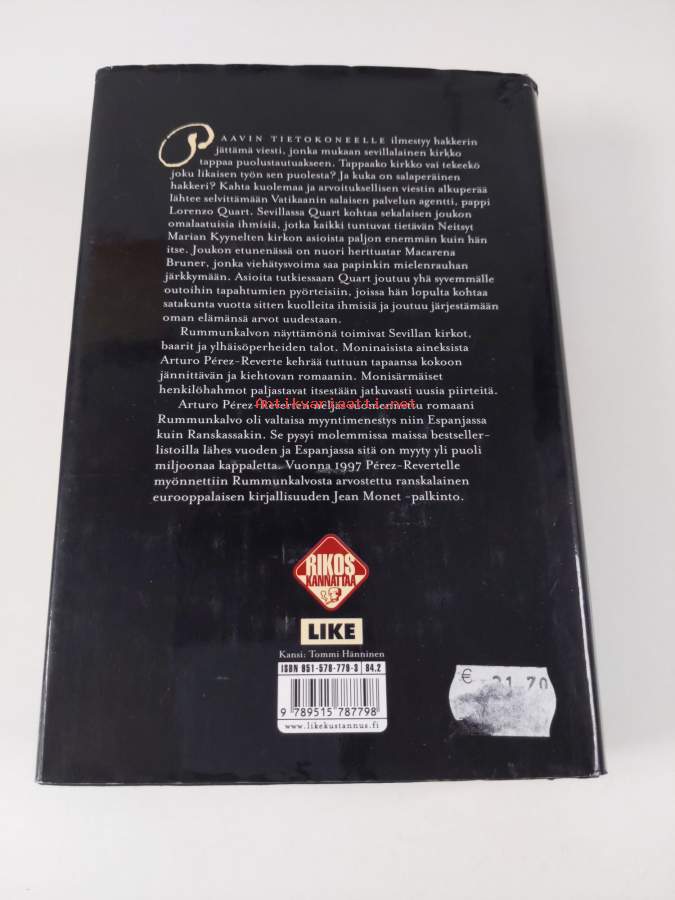 PAAVIN TIETOKONEELLE ilmestyy hakkerin
jättämä viesti, jonka mukaan sevillalainen kirkko
tappaa puolustautuakseen. Tappaako kirkko vai tekeekö
joku likaisen työn sen puolesta? Ja kuka on salaperäinen
hakkeri? Kahta kuolemaa ja arvoituksellisen viestin alkuperää
lähtee selvittämään Vatikaanin salaisen palvelun agentti, pappi
Lorenzo Quart. Sevillassa Quart kohtaa sekalaisen joukon
omalaatuisia ihmisiä, jotka kaikki tuntuvat tietävän Neitsyt
Marian Kyynelten kirkon asioista paljon enemmän kuin hän
itse. Joukon etunenässä on nuori herttuatar Macarena
Bruner, jonka viehätysvoima saa papinkin mielenrauhan
järkkymään. Asioita tutkiessaan Quart joutuu yhä syvemmälle
outoihin tapahtumien pyörteisiin, joissa hän lopulta kohtaa
satakunta vuotta sitten kuolleita ihmisiä ja joutuu järjestämään
oman elämänsä arvot uudestaan.
Rummunkalvon näyttämönä toimivat Sevillan kirkot,
baarit ja ylhäisöperheiden talot. Moninaisista aineksista
Arturo Pérez-Reverte kehrää tuttuun tapaansa kokoon
jännittävän ja kiehtovan romaanin. Monisärmäiset
henkilöhahmot paljastavat itsestään jatkuvasti uusia piirteitä.
Antikvariaatti.net
Arturo Pérez-Reverten neljäs suomennettu romaani
Rummunkalvo oli valtaisa myyntimenestys niin Espanjassa
kuin Ranskassakin. Se pysyi molemmissa maissa bestseller-
listoilla lähes vuoden ja Espanjassa sitä on myyty yli puoli
miljoonaa kappaletta. Vuonna 1997 Pérez-Revertelle
myönnettiin Rummunkalvosta arvostettu ranskalainen
eurooppalaisen kirjallisuuden Jean Monet -palkinto.
RIKOS
KANNATTAA
LIKE
Kansi: Tommi Hänninen
ISBN 951-578-779-3 84.2
9 789515 787798
www.likekustannus.fi
€ 21,70